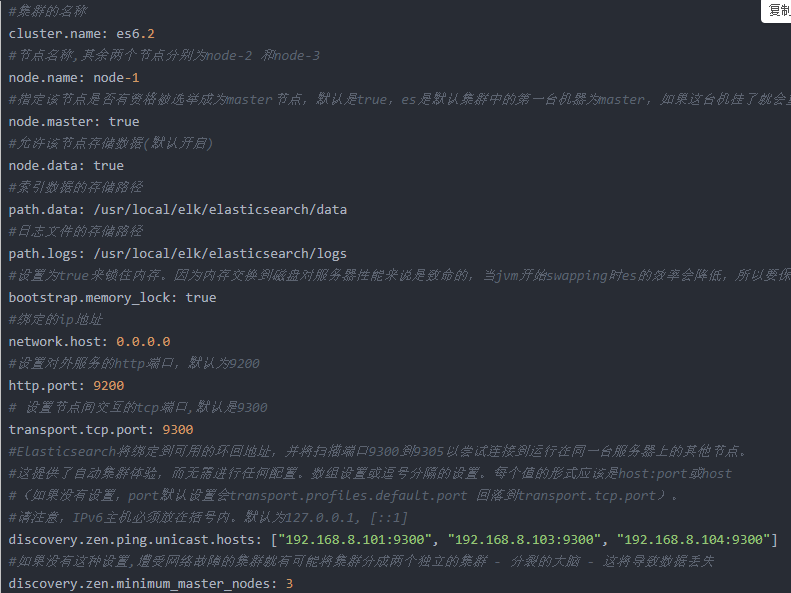 #集群的名称
复制
cluster.name: es6.2
#节点名称,其余两个节点分别为node-2 和node-3
node.name: node-1
#指定该节点是否有资格被选举成为master节点，默认是true，es是默认集群中的第一台机器为master，如果这台机挂了就会
node.master: true
#允许该节点存储数据(默认开启)
node.data: true
#索引数据的存储路径
path.data: /usr/local/elk/elasticsearch/data
#日志文件的存储路径
path.logs: /usr/local/elk/elasticsearch/logs
#设置为true来锁住内存。因为内存交换到磁盘对服务器性能来说是致命的，当jvm开始swapping时es的效率会降低，所以要保
bootstrap.memory_lock: true
#绑定的ip地址
network.host: 0.0.0.0
#设置对外服务的http端口，默认为9200
http.port: 9200
# 设置节点间交互的tcp端口,默认是9300
transport.tcp.port: 9300
#Elasticsearch将绑定到可用的环回地址，并将扫描端口9300到9305以尝试连接到运行在同一台服务器上的其他节点。
#这提供了自动集群体验，而无需进行任何配置。数组设置或逗号分隔的设置。每个值的形式应该是host:port或host
#（如果没有设置，port默认设置会transport.profiles.default.port 回落到transport.tcp.port）。
#请注意，IPv6主机必须放在括号内。默认为127.0.0.1, [::1]
discovery.zen.ping.unicast.hosts: ["192.168.8.101:9300", "192.168.8.103:9300", "192.168.8.104:9300"]
#如果没有这种设置,遭受网络故障的集群就有可能将集群分成两个独立的集群 - 分裂的大脑 - 这将导致数据丢失
discovery.zen.minimum_master_nodes: 3